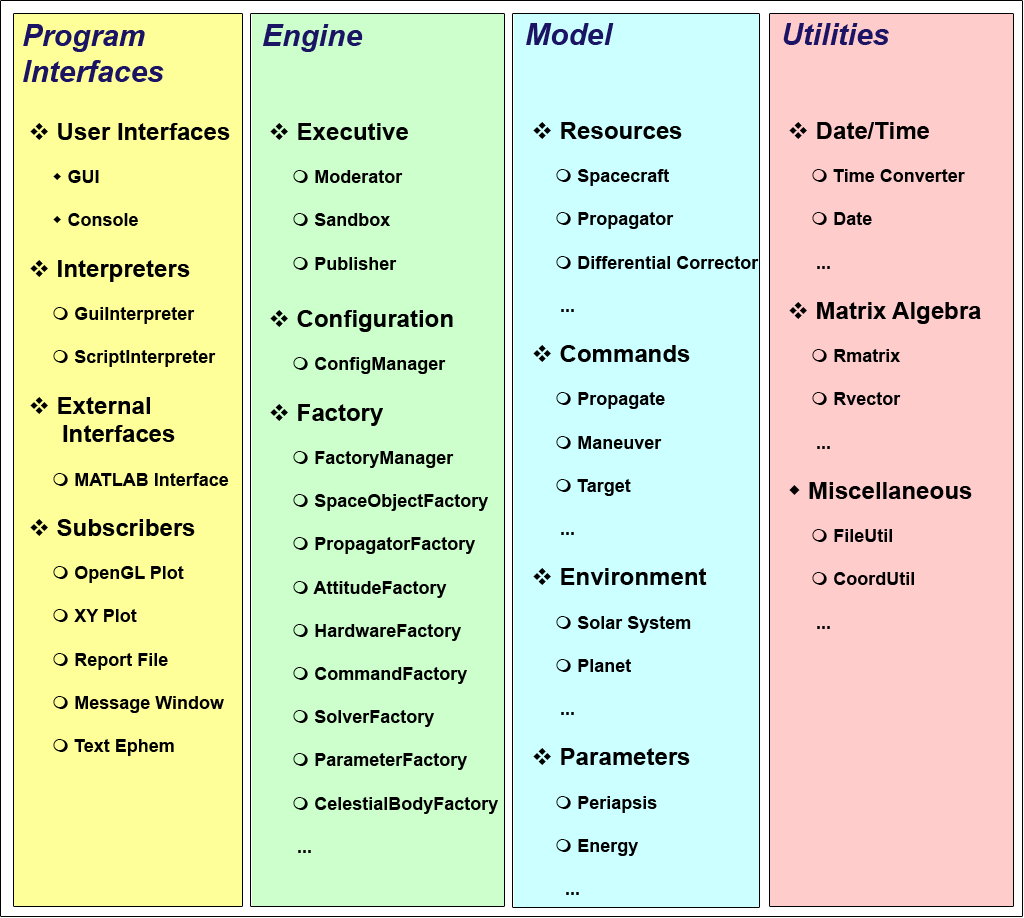 Program
Interfaces
❖ User Interfaces
◆ GUI
◆ Console
❖ Interpreters
❍ GuiInterpreter
❍ ScriptInterpreter
❖ External
Interfaces
❍ MATLAB Interface
❖ Subscribers
❍ OpenGL Plot
❍ XY Plot
❍ Report File
❍ Message Window
❍ Text Ephem
Engine
❖ Executive
❍ Moderator
❍ Sandbox
❍ Publisher
❖ Configuration
❍ ConfigManager
❖ Factory
❍ FactoryManager
❍ SpaceObjectFactory
❍ PropagatorFactory
❍ AttitudeFactory
❍ HardwareFactory
❍ CommandFactory
❍ SolverFactory
❍ ParameterFactory
❍ CelestialBodyFactory
...
Model
❖ Resources
❍ Spacecraft
❍ Propagator
❍ Differential Corrector
...
❖ Commands
❍ Propagate
❍ Maneuver
❍ Target
...
❖ Environment
❍ Solar System
❍ Planet
...
❖ Parameters
❍ Periapsis
❍ Energy
...
Utilities
❖ Date/Time
❍ Time Converter
❍ Date
...
❖ Matrix Algebra
❍ Rmatrix
❍ Rvector
...
◆ Miscellaneous
❍ FileUtil
❍ CoordUtil
...